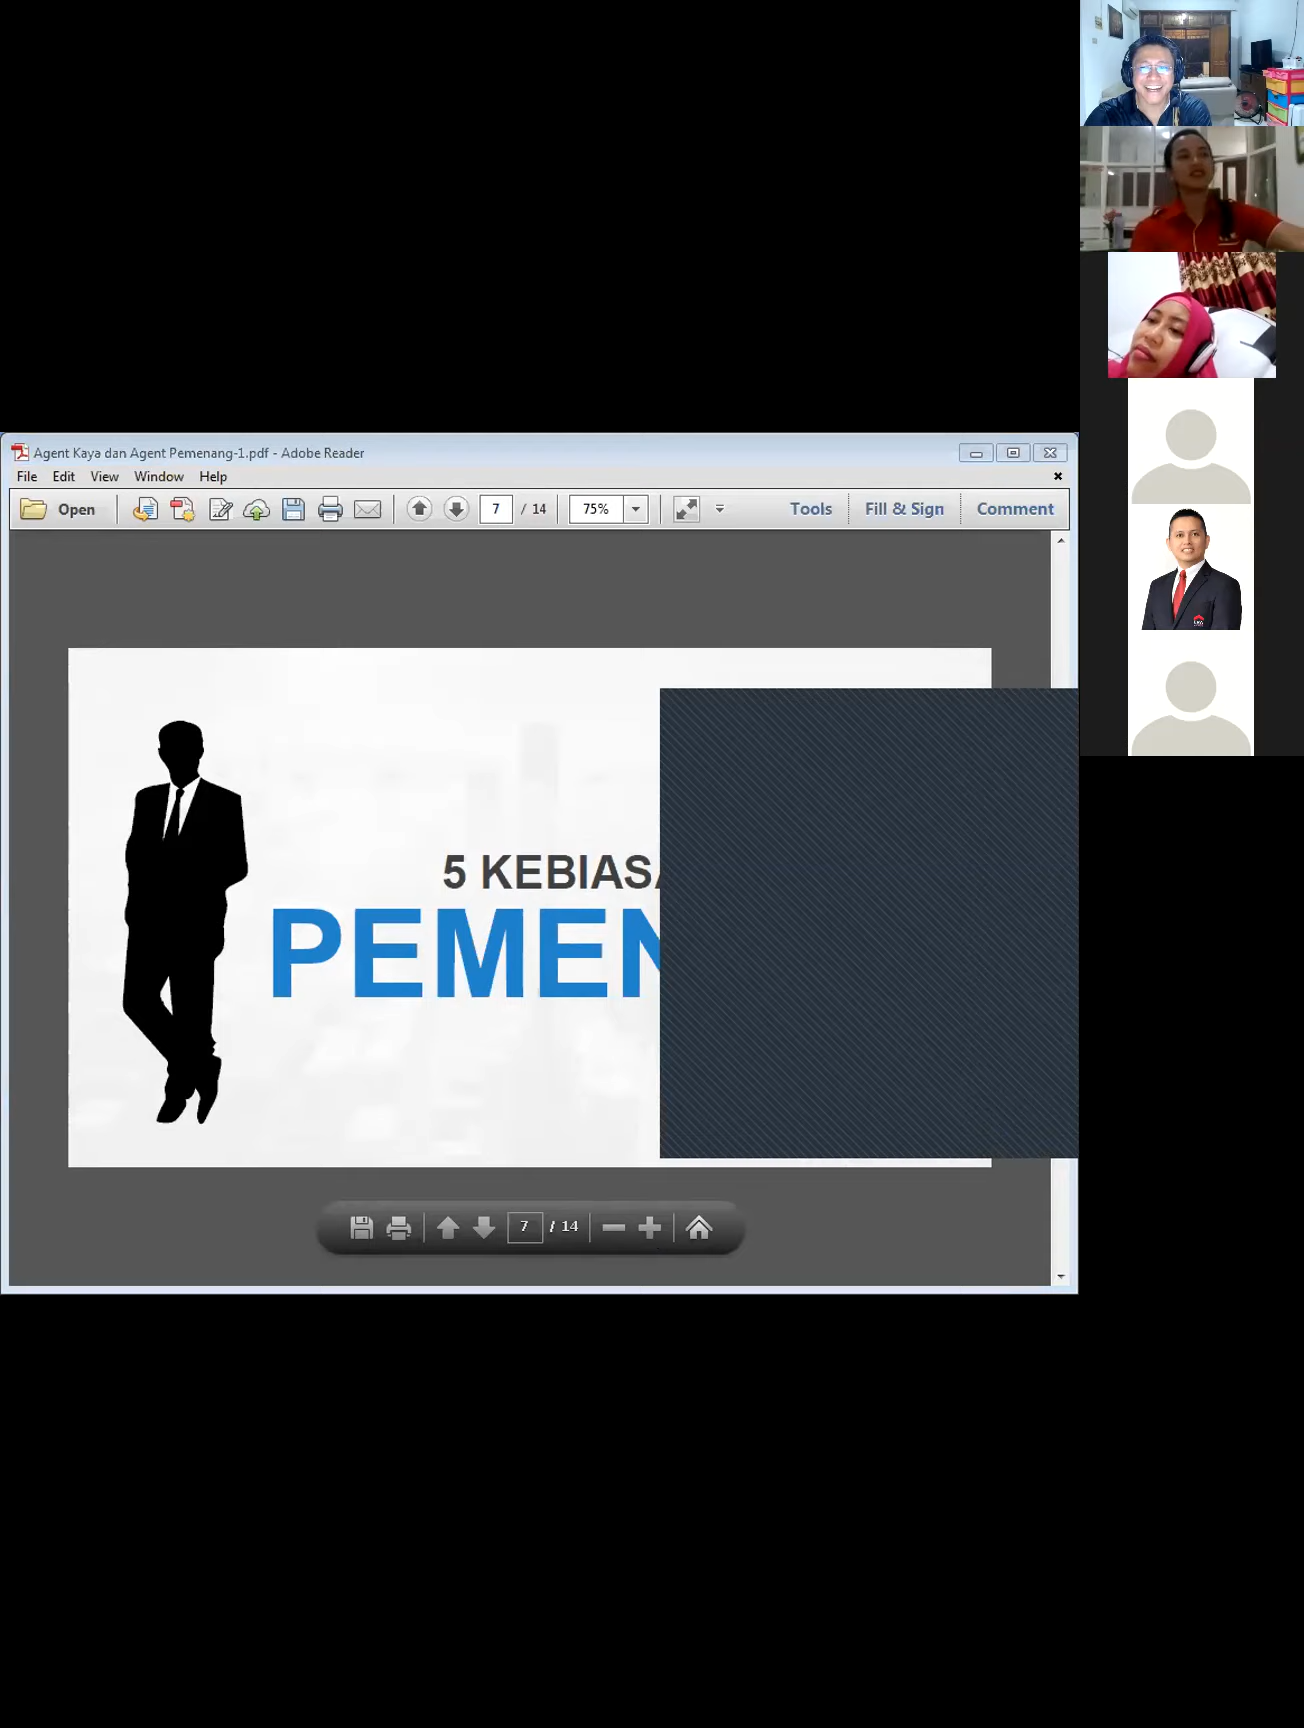 Agent Kaya dan Agent Pemenang-1.pdf - Adobe Reader
File Edit View Window Help
Open 7 / 14 75% Tools Fill & Sign Comment
5 KEBIASA
PEMEN
7 / 14